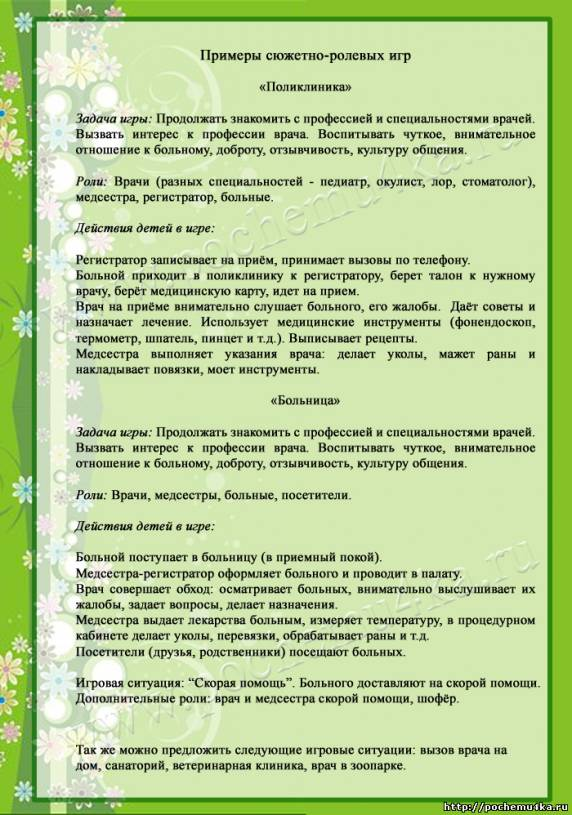 Примеры сюжетно-ролевых игр
«Поликлиника»
Задача игры: Продолжать знакомить с профессией и специальностями врачей.
Вызвать интерес к профессии врача. Воспитывать чуткое, внимательное
отношение к больному, доброту, отзывчивость, культуру общения.
Роли: Врачи (разных специальностей - педиатр, окулист, лор, стоматолог),
медсестра, регистратор, больные.
Действия детей в игре:
Регистратор записывает на приём, принимает вызовы по телефону.
Больной приходит в поликлинику к регистратору, берет талон к нужному
врачу, берёт медицинскую карту, идет на прием.
Врач на приёме внимательно слушает больного, его жалобы. Даёт советы и
назначает лечение. Использует медицинские инструменты (фонендоскоп,
термометр, шпатель, пинцет и т.д.). Выписывает рецепты.
Медсестра выполняет указания врача: делает уколы, мажет раны и
накладывает повязки, моет инструменты.
«Больница»
Задача игры: Продолжать знакомить с профессией и специальностями врачей.
Вызвать интерес к профессии врача. Воспитывать чуткое, внимательное
отношение к больному, доброту, отзывчивость, культуру общения.
Роли: Врачи, медсестры, больные, посетители.
Действия детей в игре:
Больной поступает в больницу (в приемный покой).
Медсестра-регистратор оформляет больного и проводит в палату.
Врач совершает обход: осматривает больных, внимательно выслушивает их
жалобы, задает вопросы, делает назначения.
Медсестра выдает лекарства больным, измеряет температуру, в процедурном
кабинете делает уколы, перевязки, обрабатывает раны и т.д.
Посетители (друзья, родственники) посещают больных.
Игровая ситуация: “Скорая помощь”. Больного доставляют на скорой помощи.
Дополнительные роли: врач и медсестра скорой помощи, шофёр.
Так же можно предложить следующие игровые ситуации: вызов врача на
дом, санаторий, ветеринарная клиника, врач в зоопарке.
www.pochemu4ka.ru
www.pochemu4ka.ru
http://pochemu4ka.ru